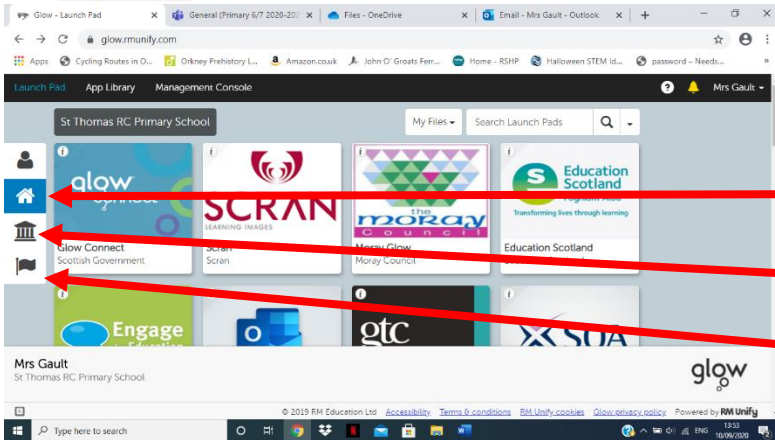 Glow - Launch Pad
General (Primary 6/7 2020-202
Files - OneDrive
Email - Mrs Gault - Outlook
glow.rmunify.com
Apps
Cycling Routes in O...
Orkney Prehistory L...
Amazon.co.uk
John O' Groats Ferr...
Home - RSHP
Halloween STEM Id...
password – Needs...
Launch Pad
App Library
Management Console
Mrs Gault
St Thomas RC Primary School
My Files
Search Launch Pads
glow
connect
Glow Connect
Scottish Government
SCRAN
LEARNING IMAGES
Scran
Scran
the
moray
Council
Moray Glow
Moray Council
Education
Scotland
Foghlam Alba
Transforming lives through learning
Education Scotland
Engage
in Education
gtc
SQA
Mrs Gault
St Thomas RC Primary School
glow
© 2019 RM Education Ltd
Accessibility
Terms & conditions
RM Unify cookies
Glow privacy policy
Powered by RM Unify
Type here to search
ENG
13:53
10/09/2020